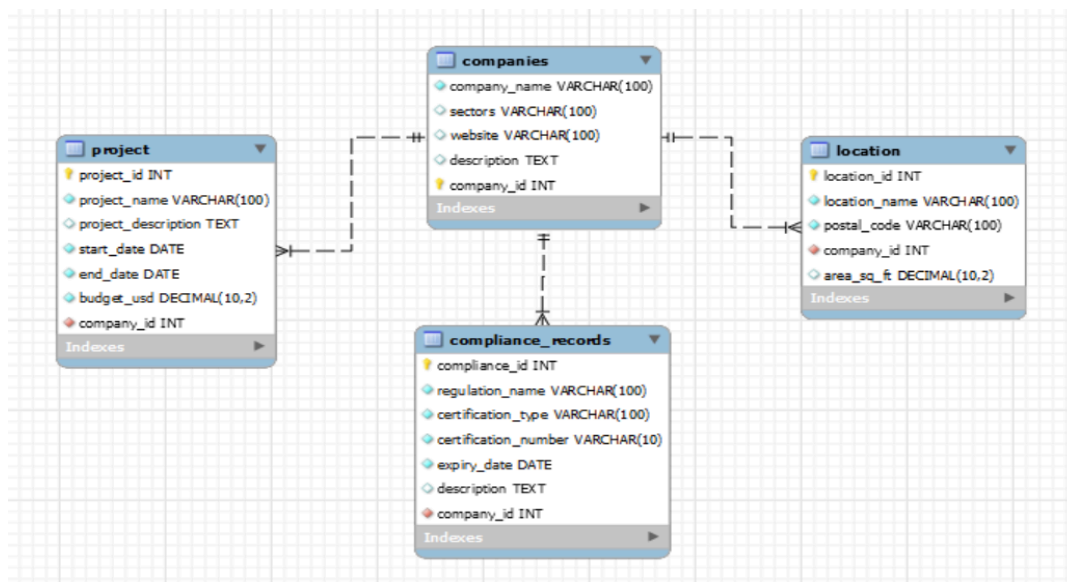 companies
company_name VARCHAR(100)
sectors VARCHAR(100)
website VARCHAR(100)
description TEXT
company_id INT
Indexes
project
project_id INT
project_name VARCHAR(100)
project_description TEXT
start_date DATE
end_date DATE
budget_usd DECIMAL(10,2)
company_id INT
Indexes
location
location_id INT
location_name VARCHAR(100)
postal_code VARCHAR(100)
company_id INT
area_sq_ft DECIMAL(10,2)
Indexes
compliance_records
compliance_id INT
regulation_name VARCHAR(100)
certification_type VARCHAR(100)
certification_number VARCHAR(10)
expiry_date DATE
description TEXT
company_id INT
Indexes